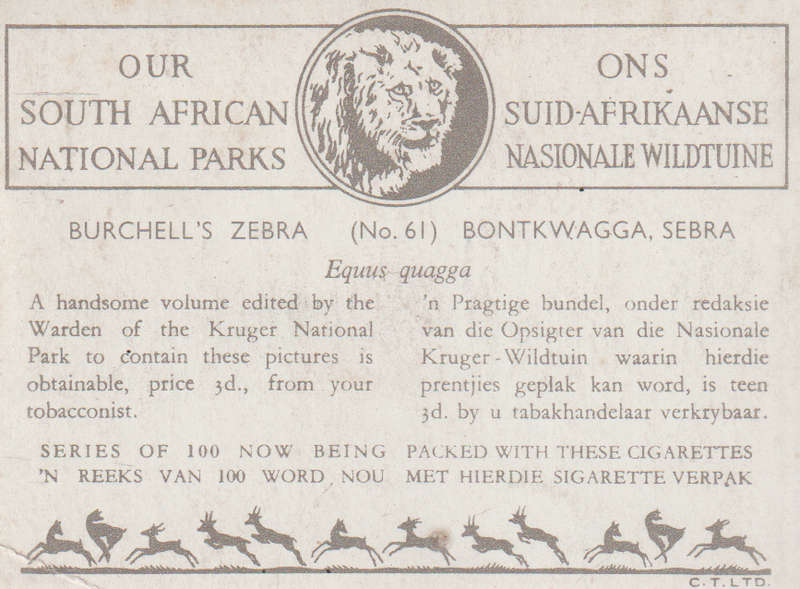 OUR
SOUTH AFRICAN
NATIONAL PARKS
ONS
SUID-AFRIKAANSE
NASIONALE WILDTUINE
BURCHELL'S ZEBRA (No. 61) BONTKWAGGA, SEBRA
Equus quagga
A handsome volume edited by the
Warden of the Kruger National
Park to contain these pictures is
obtainable, price 3d., from your
tobacconist.
'n Pragtige bundel, onder redaksie
van die Opsigter van die Nasionale
Kruger-Wildtuin waarin hierdie
prentjies geplak kan word, is teen
3d. by u tabakhandelaar verkrybaar.
SERIES OF 100 NOW BEING PACKED WITH THESE CIGARETTES
'N REEKS VAN 100 WORD NOU MET HIERDIE SIGARETTE VERPAK
C.T. LTD.